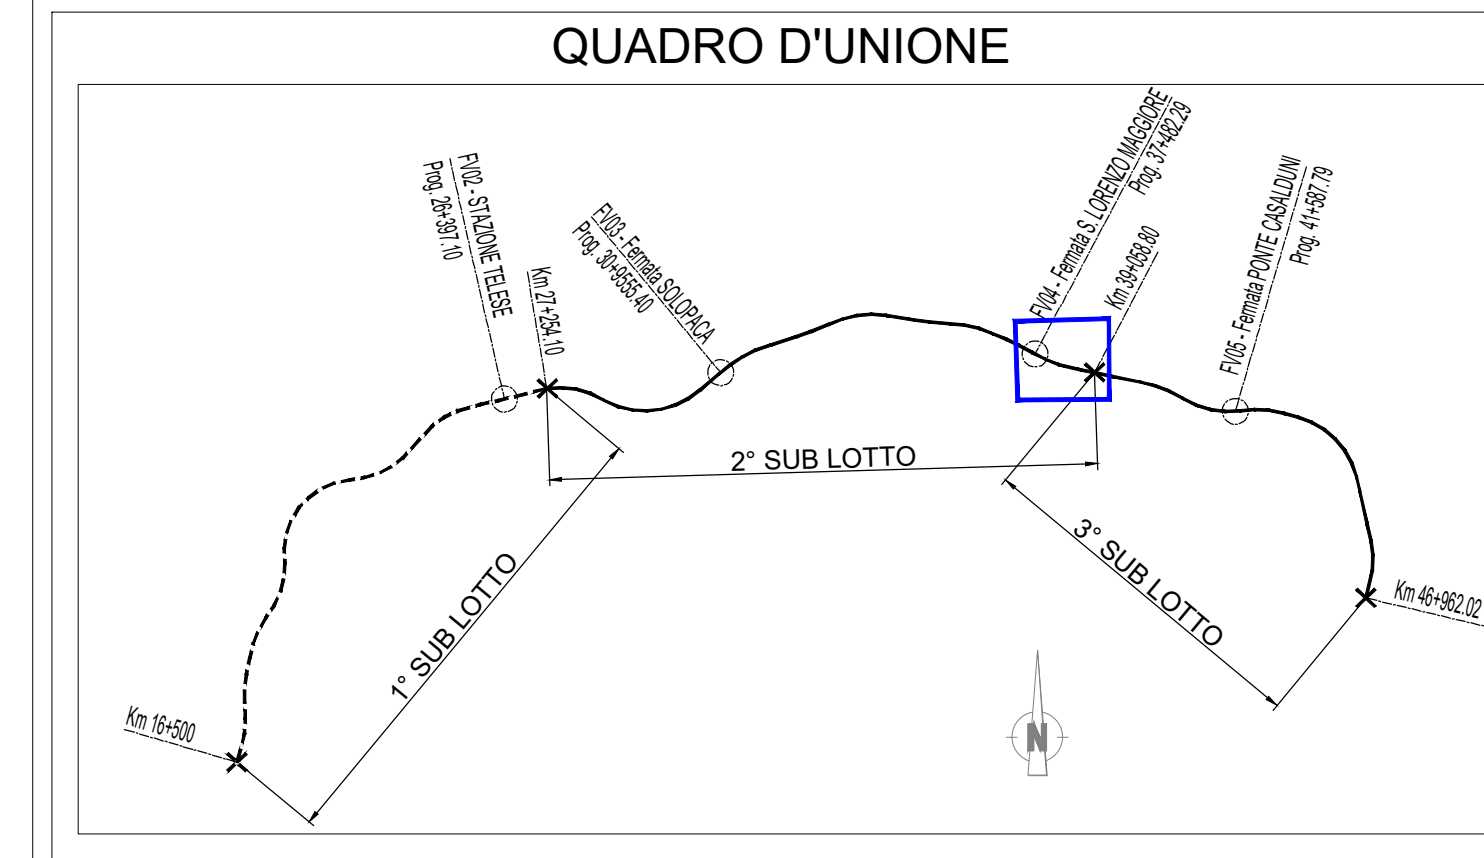 QUADRO D'UNIONE
FV02 - STAZIONE TELESE
Prog. 26+397.10
Km 27+254.10
FV03 - Fermata SOLOPACA
Prog. 30+9555.40
FV04 - Fermata S. LORENZO MAGGIORE
Prog. 37+482.29
Km 39+058.80
FV05 - Fermata PONTE CASALDUNI
Prog. 41+587.79
2° SUB LOTTO
1° SUB LOTTO
3° SUB LOTTO
Km 46+962.02
Km 16+500
N